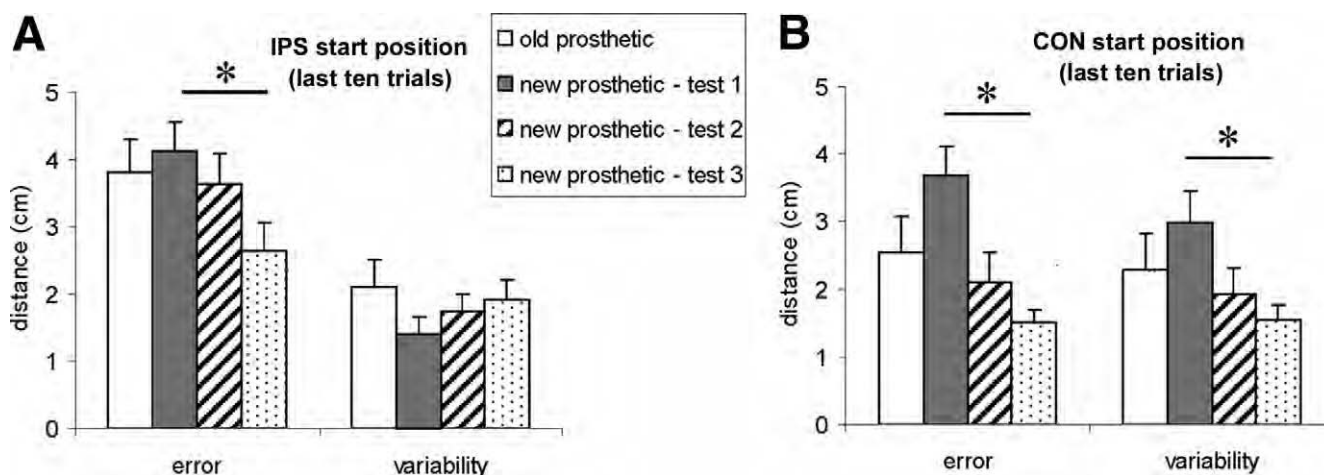 A
IPS start position
(last ten trials)
*
distance (cm)
5
4
3
2
1
0
error
variability
old prosthetic
new prosthetic - test 1
new prosthetic - test 2
new prosthetic - test 3
B
CON start position
(last ten trials)
*
*
distance (cm)
5
4
3
2
1
0
error
variability